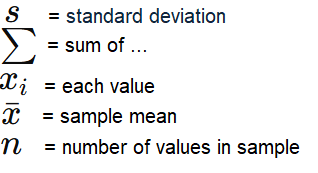 s = standard deviation
∑ = sum of ...
xᵢ = each value
x̄ = sample mean
n = number of values in sample